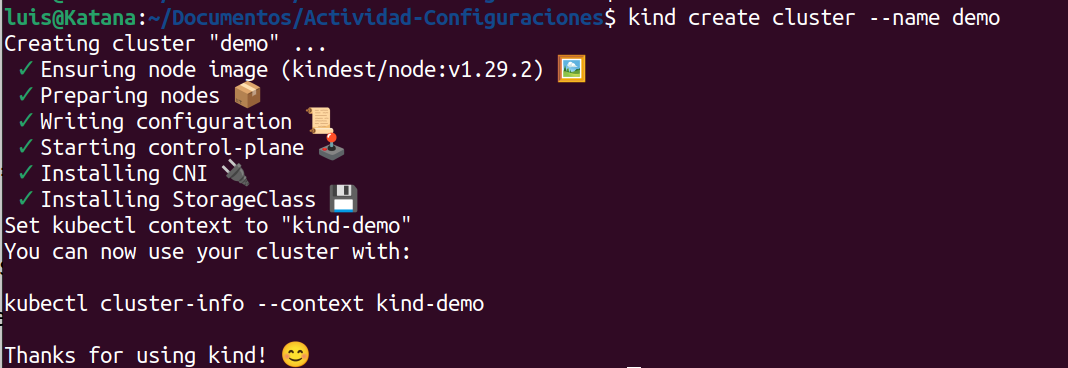 luis@Katana:~/Documentos/Actividad-Configuraciones$ kind create cluster --name demo
Creating cluster "demo" ...
✓ Ensuring node image (kindest/node:v1.29.2) 🖼
✓ Preparing nodes 📦
✓ Writing configuration 📜
✓ Starting control-plane 🕹️
✓ Installing CNI 🔌
✓ Installing StorageClass 💾
Set kubectl context to "kind-demo"
You can now use your cluster with:
kubectl cluster-info --context kind-demo
Thanks for using kind! 😊